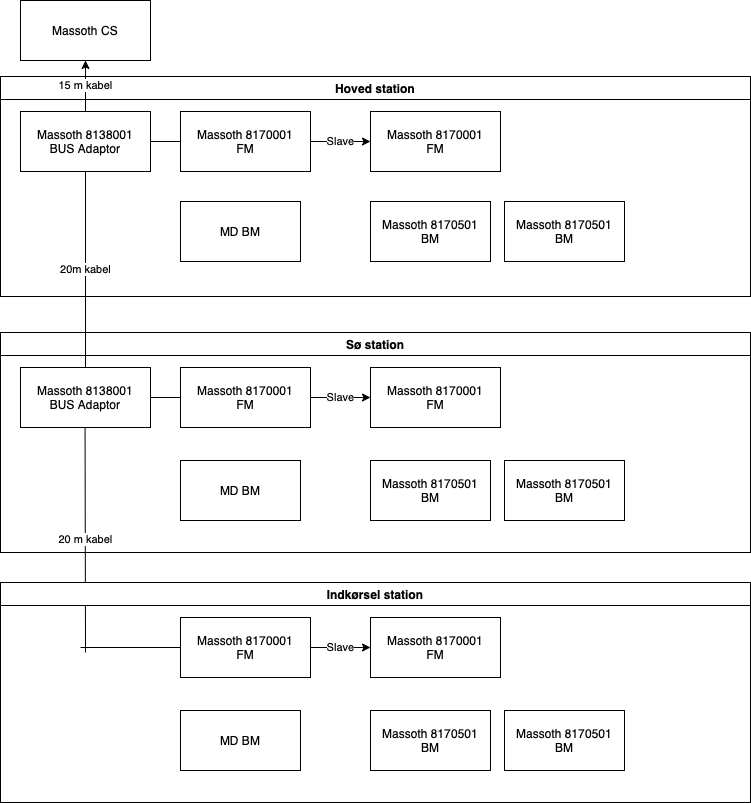 Massoth CS
15 m kabel
Hoved station
Massoth 8138001
BUS Adaptor
Massoth 8170001
FM
Slave
Massoth 8170001
FM
MD BM
Massoth 8170501
BM
Massoth 8170501
BM
20m kabel
Sø station
Massoth 8138001
BUS Adaptor
Massoth 8170001
FM
Slave
Massoth 8170001
FM
MD BM
Massoth 8170501
BM
Massoth 8170501
BM
20 m kabel
Indkørsel station
Massoth 8170001
FM
Slave
Massoth 8170001
FM
MD BM
Massoth 8170501
BM
Massoth 8170501
BM